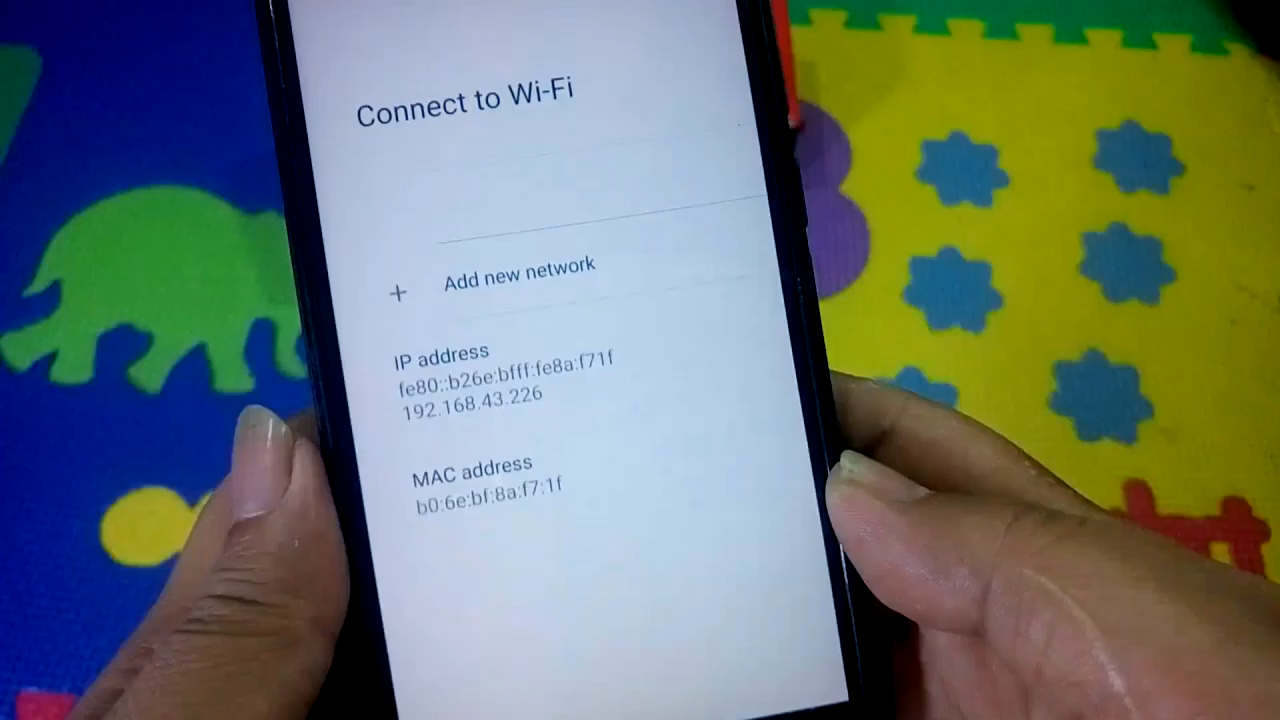 Connect to Wi-Fi
+ Add new network
IP address
fe80::b26e:bfff:fe8a:f71f
192.168.43.226
MAC address
b0:6e:bf:8a:f7:1f